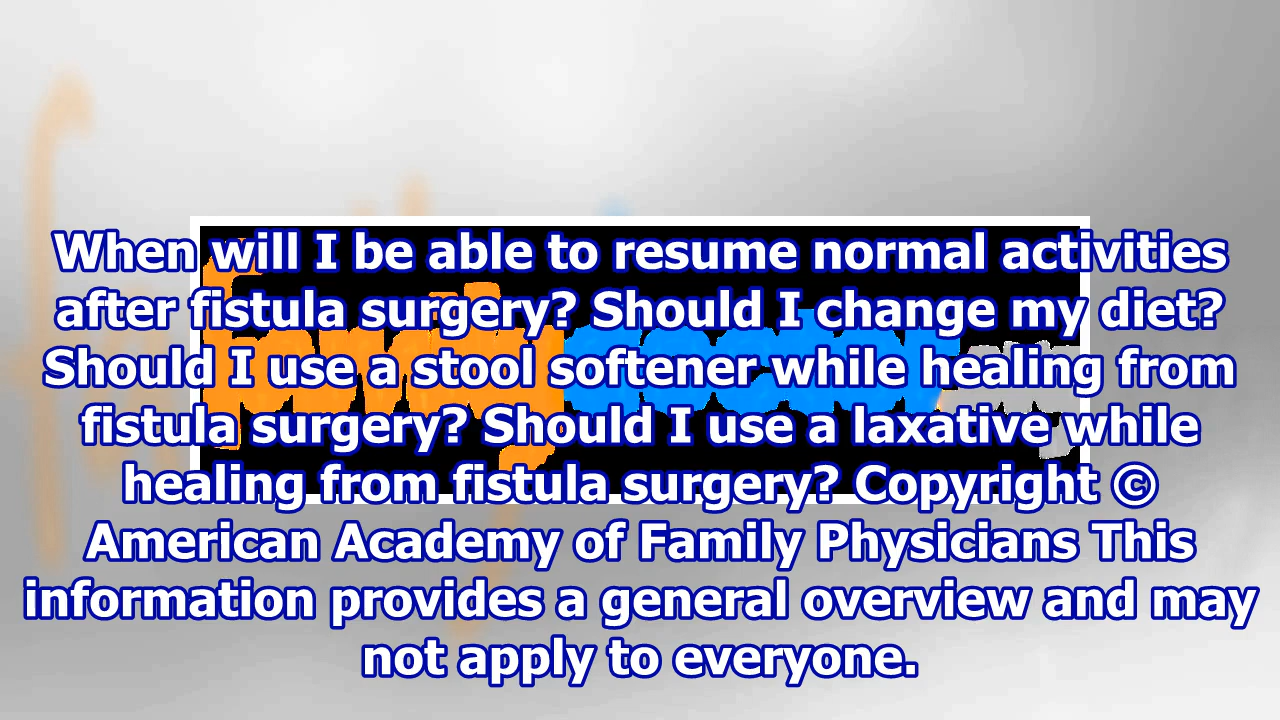 When will I be able to resume normal activities
after fistula surgery? Should I change my diet?
Should I use a stool softener while healing from
fistula surgery? Should I use a laxative while
healing from fistula surgery? Copyright ©
American Academy of Family Physicians This
information provides a general overview and may
not apply to everyone.